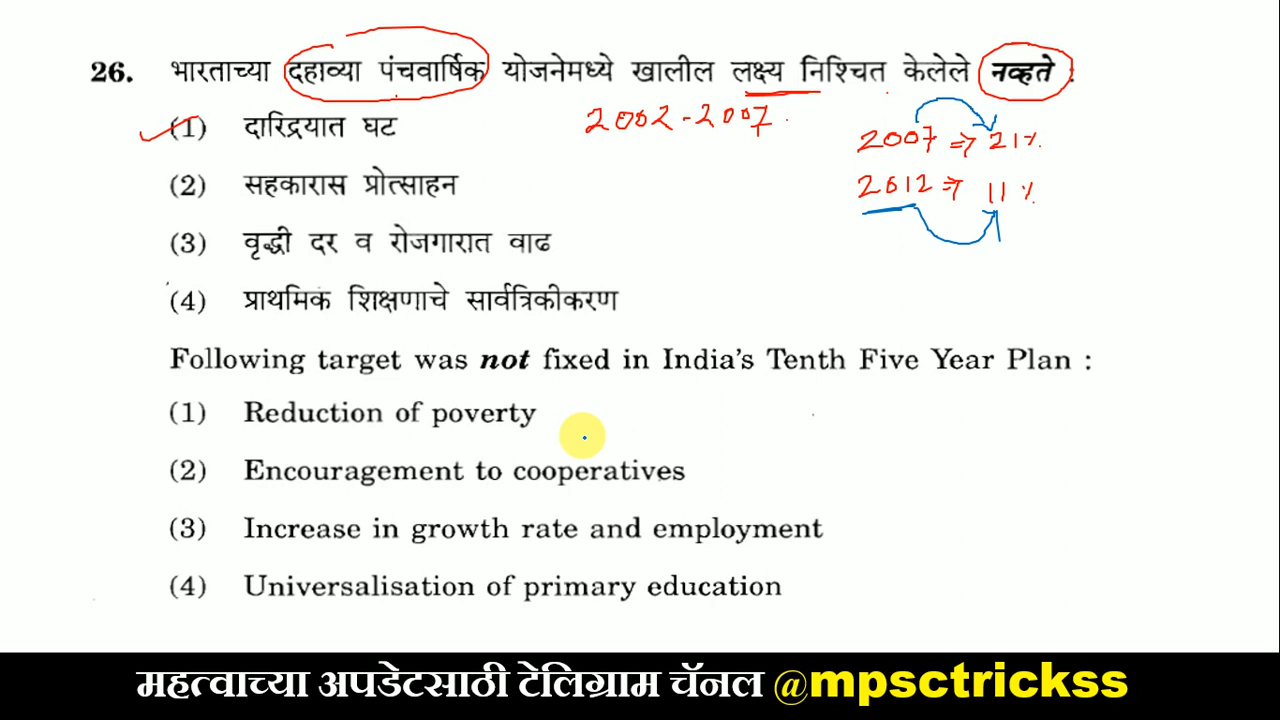 26. भारताच्या दहाव्या पंचवार्षिक योजनेमध्ये खालील लक्ष्य निश्चित केलेले नव्हते :
(1) दारिद्रयात घट
2002-2007
2007 ⇒ 21%
(2) सहकारास प्रोत्साहन
2012 ⇒ 11%
(3) वृद्धी दर व रोजगारात वाढ
(4) प्राथमिक शिक्षणाचे सार्वत्रिकीकरण
Following target was not fixed in India's Tenth Five Year Plan :
(1) Reduction of poverty
(2) Encouragement to cooperatives
(3) Increase in growth rate and employment
(4) Universalisation of primary education
महत्वाच्या अपडेटसाठी टेलिग्राम चॅनल @mpsctrickss